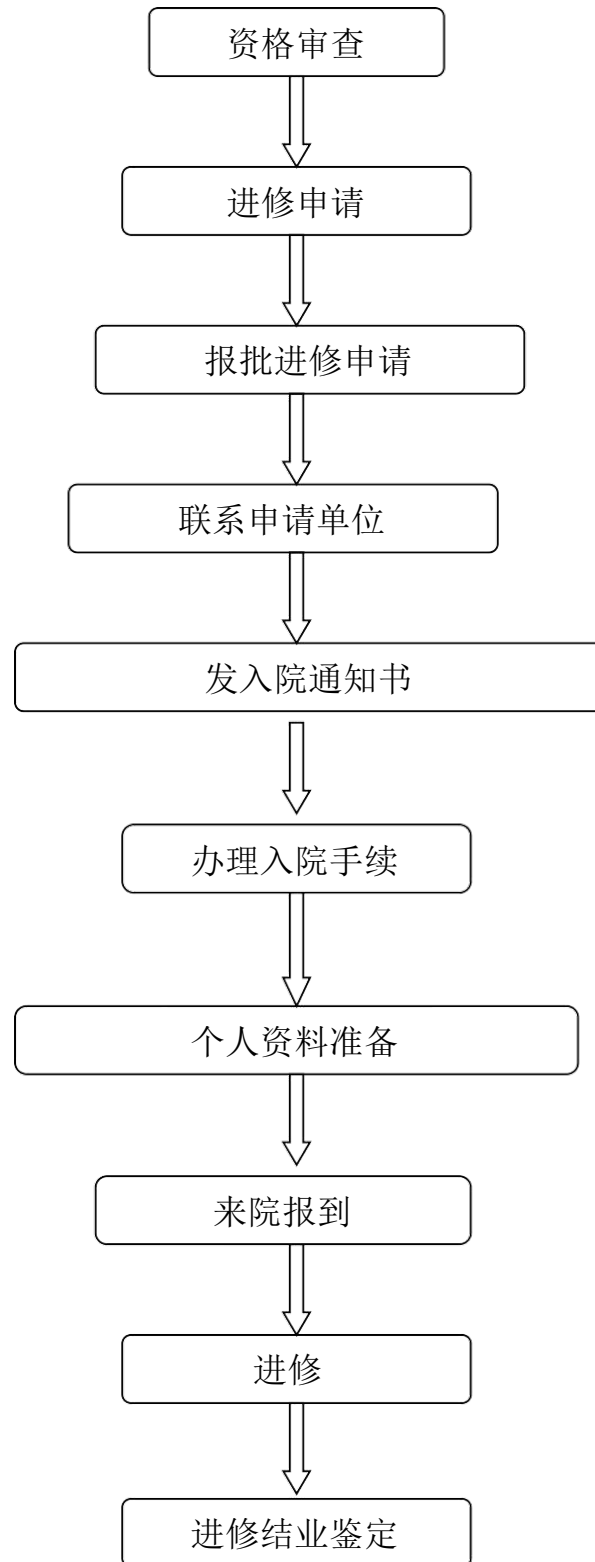 资格审查
进修申请
报批进修申请
联系申请单位
发入院通知书
办理入院手续
个人资料准备
来院报到
进修
进修结业鉴定